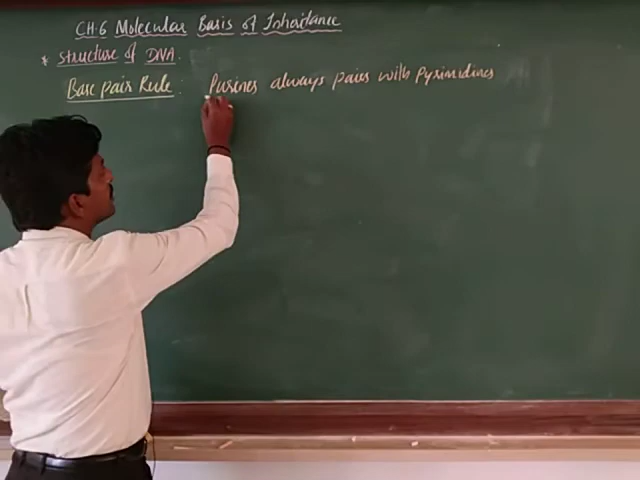 CH·6 Molecular Basis of Inheritance
* Structure of DNA.
Base pair Rule: Purines always pairs with Pyrimidines